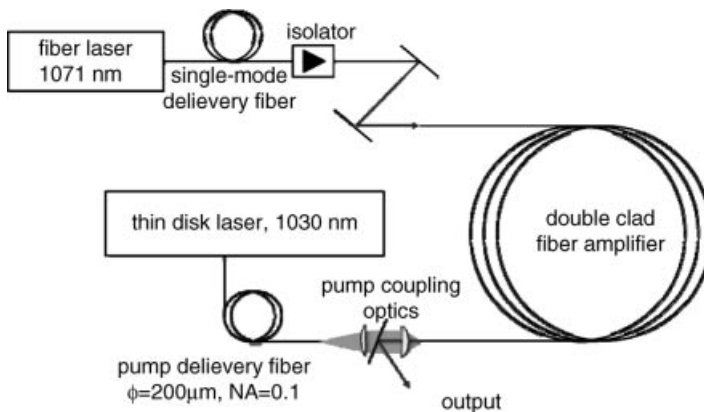 fiber laser
1071 nm
single-mode
delievery fiber
isolator
thin disk laser, 1030 nm
double clad
fiber amplifier
pump coupling
optics
pump delievery fiber
ϕ=200μm, NA=0.1
output